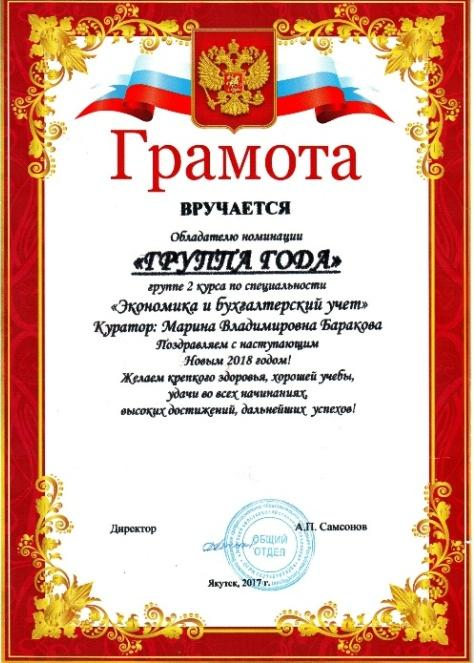 Грамота
ВРУЧАЕТСЯ
Обладателю номинации
«ГРУППА ГОДА»
группе 2 курса по специальности
«Экономика и бухгалтерский учет»
Куратор: Марина Владимировна Баракова
Поздравляем с наступающим
Новым 2018 годом!
Желаем крепкого здоровья, хорошей учебы,
удачи во всех начинаниях,
высоких достижений, дальнейших успехов!
Директор А.П. Самсонов
ОБЩИЙ
ОТДЕЛ
Якутск, 2017 г.